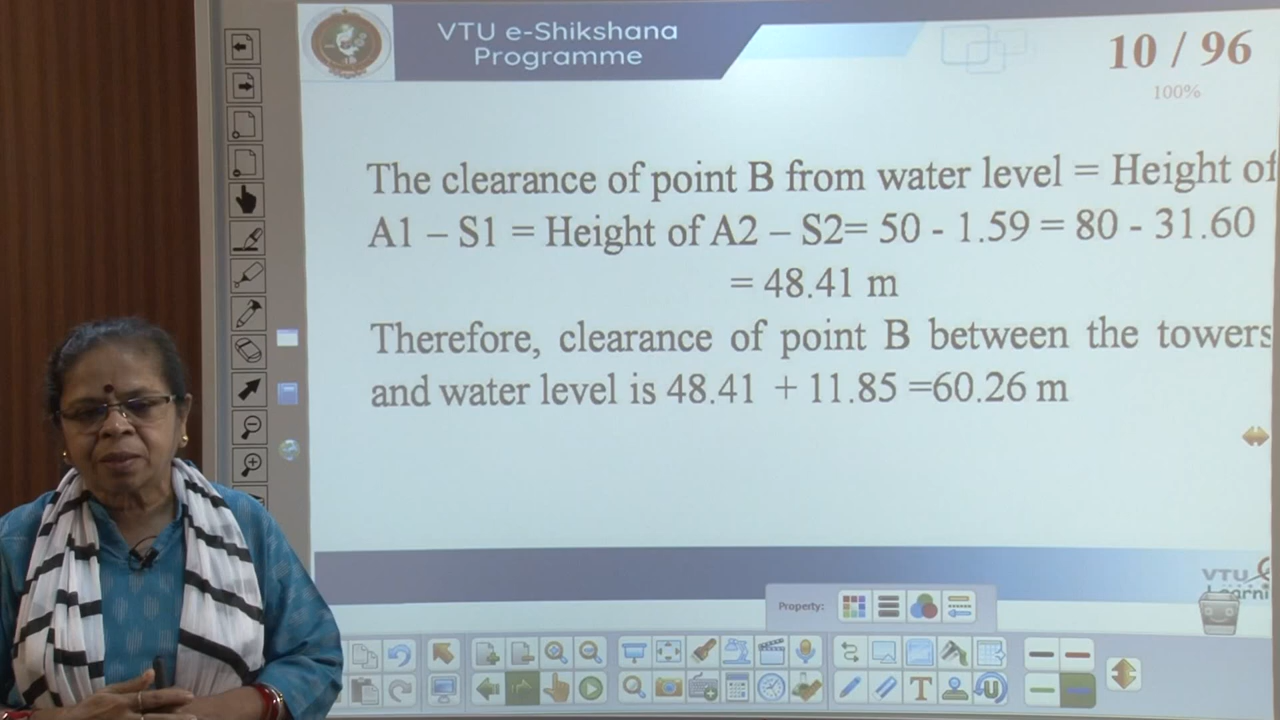 VTU e-Shikshana
Programme
10 / 96
100%
The clearance of point B from water level = Height of
A1 – S1 = Height of A2 – S2= 50 - 1.59 = 80 - 31.60
= 48.41 m
Therefore, clearance of point B between the towers
and water level is 48.41 + 11.85 =60.26 m
VTU
Learni
Property: